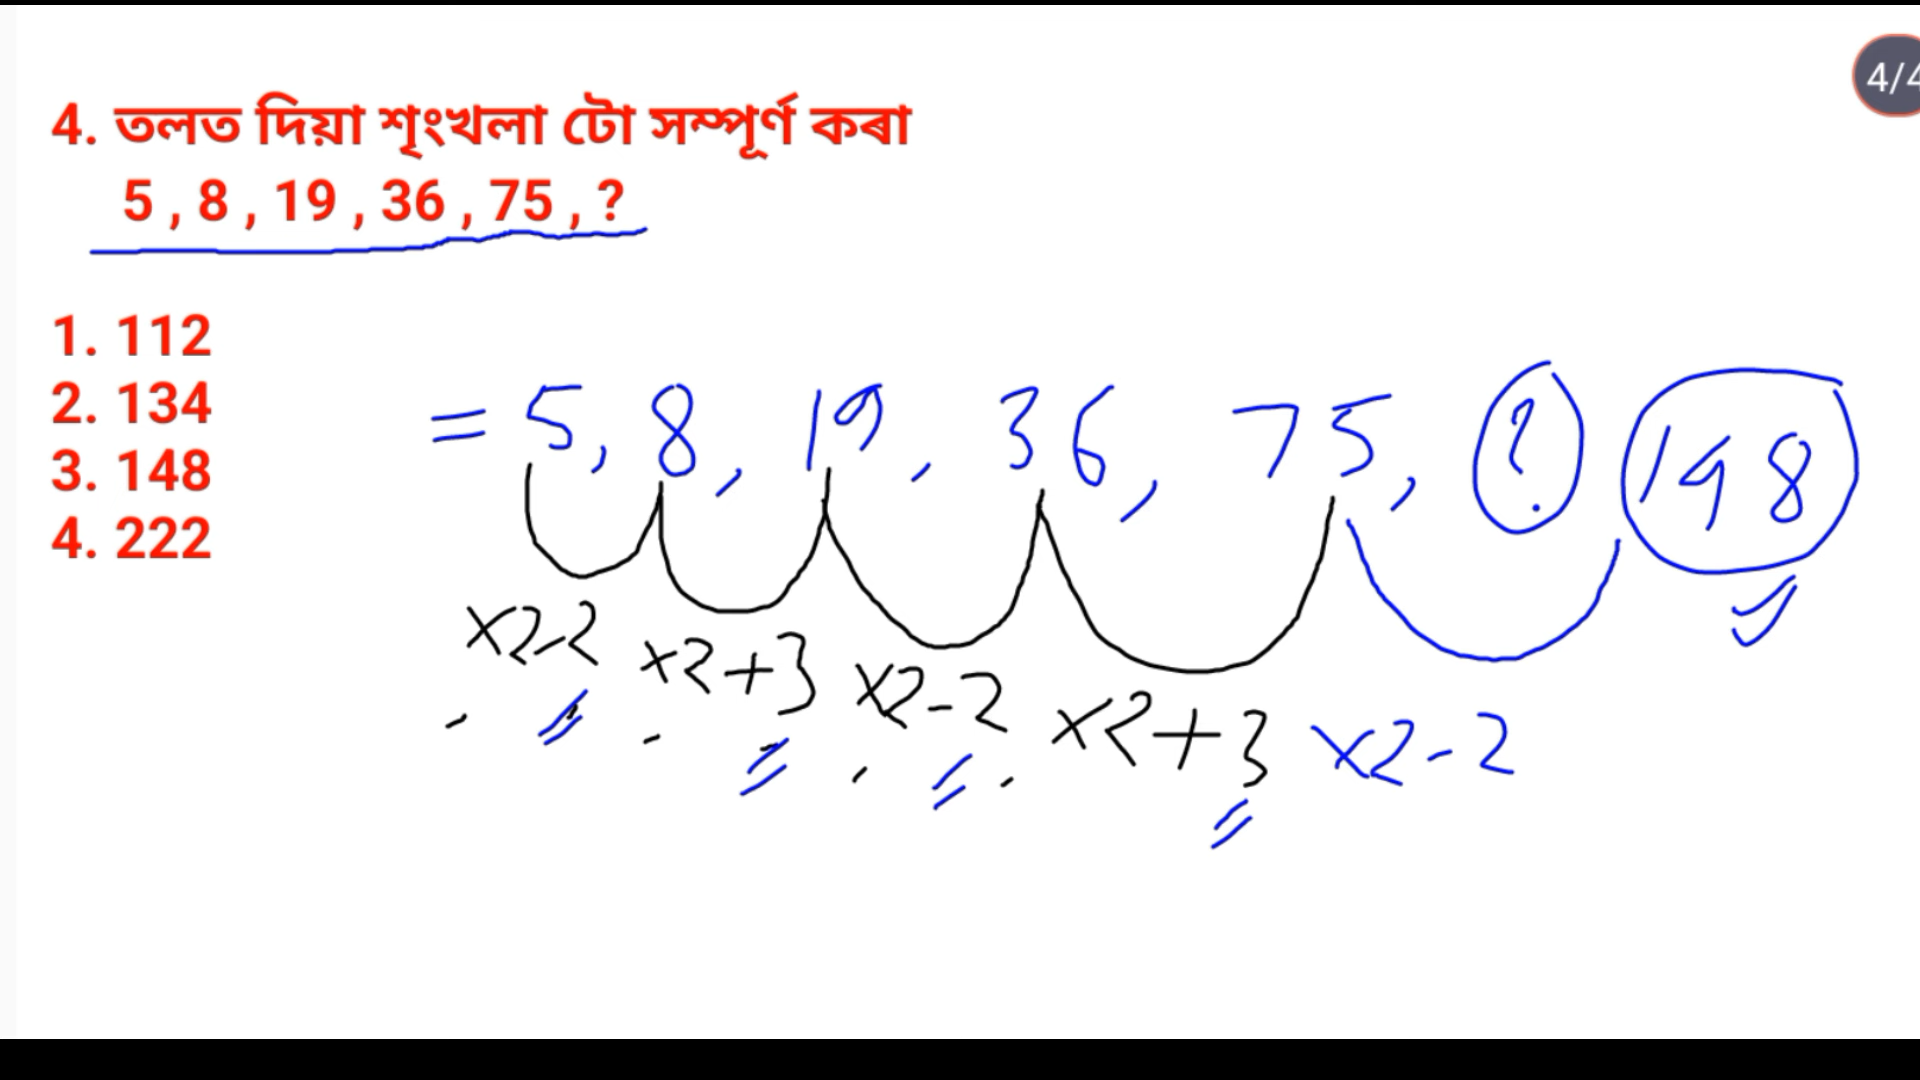 4/4
4. তলত দিয়া শৃংখলা টো সম্পূৰ্ণ কৰা
5 , 8 , 19 , 36 , 75 , ?
1. 112
2. 134
3. 148
4. 222
= 5, 8, 19, 36, 75, ? 148
×2-2 ×2+3 ×2-2 ×2+3 ×2-2